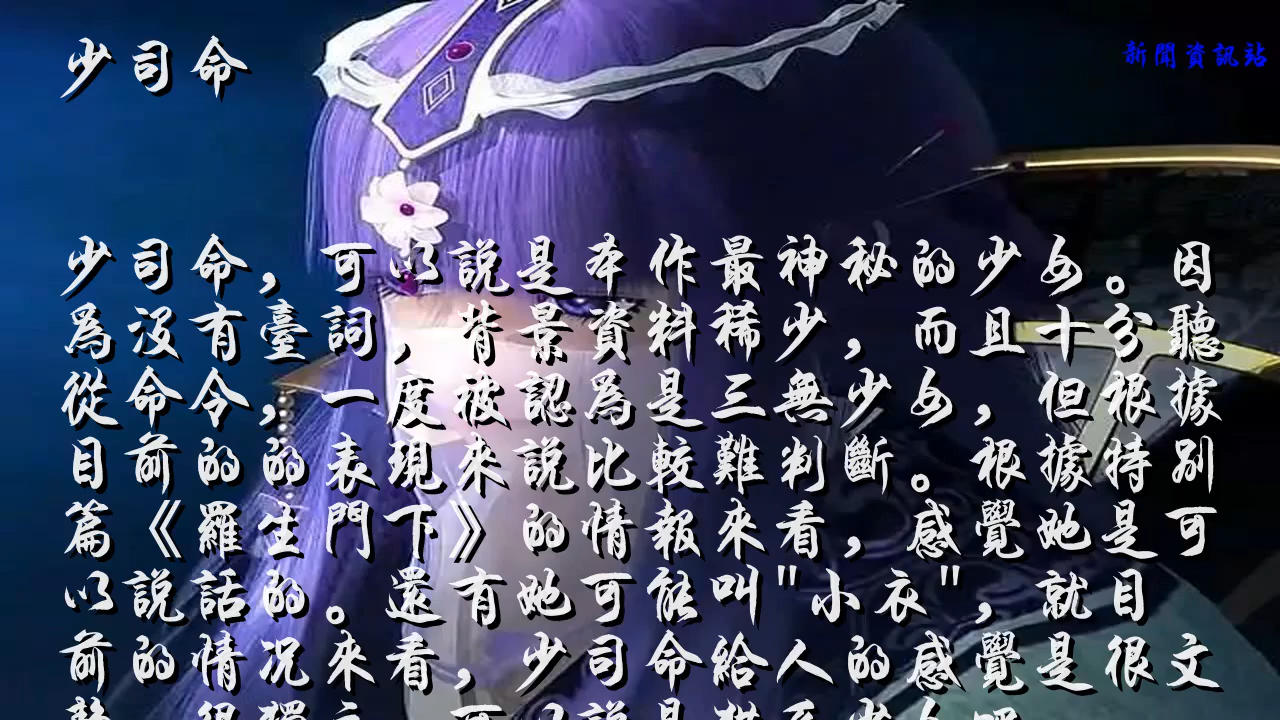 少司命
新聞資訊站
少司命，可以說是本作最神秘的少女。因
為沒有臺詞，背景資料稀少，而且十分聽
從命令，一度被認為是三無少女，但根據
目前的的表現來說比較難判斷。根據特別
篇《羅生門下》的情報來看，感覺她是可
以說話的。還有她可能叫"小衣"，就目
前的情況來看，少司命給人的感覺是很文